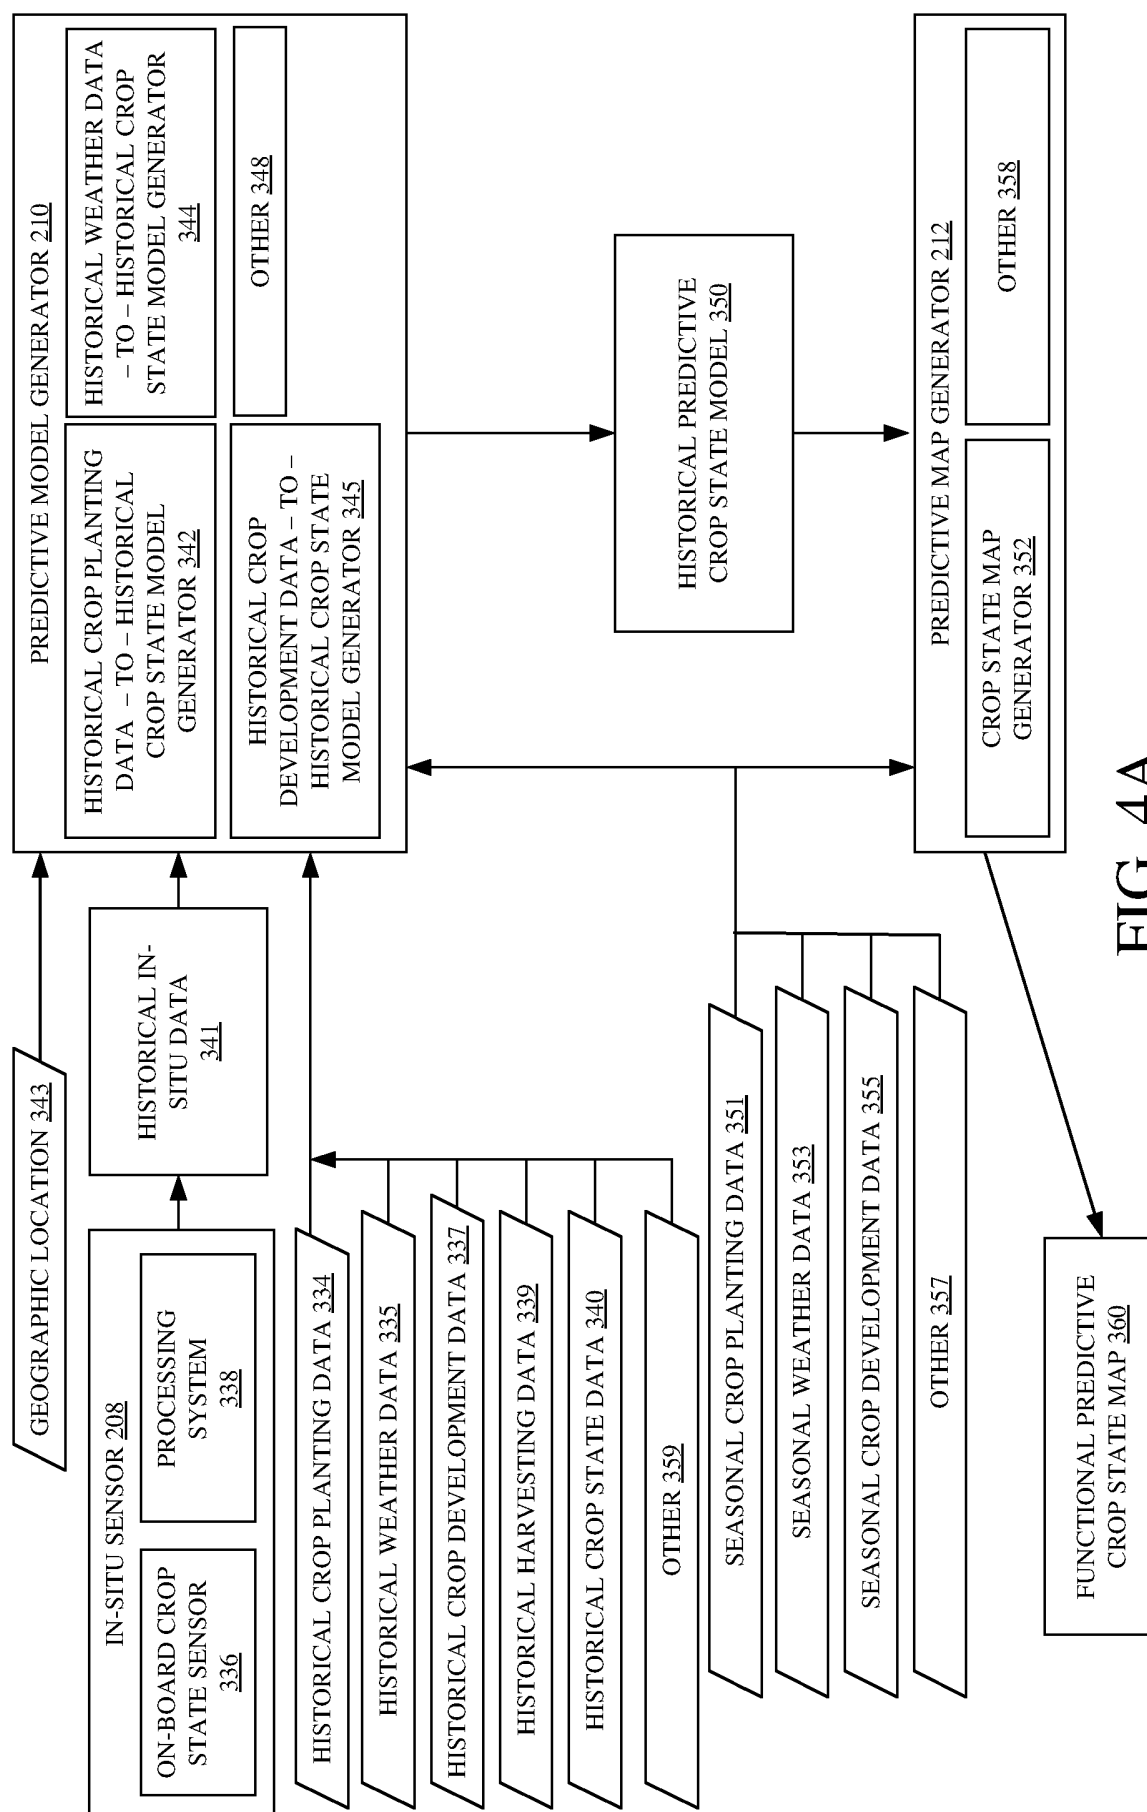 GEOGRAPHIC LOCATION 343
IN-SITU SENSOR 208
ON-BOARD CROP
STATE SENSOR
336
PROCESSING
SYSTEM
338
HISTORICAL IN-
SITU DATA
341
HISTORICAL CROP PLANTING DATA 334
HISTORICAL WEATHER DATA 335
HISTORICAL CROP DEVELOPMENT DATA 337
HISTORICAL HARVESTING DATA 339
HISTORICAL CROP STATE DATA 340
OTHER 359
SEASONAL CROP PLANTING DATA 351
SEASONAL WEATHER DATA 353
SEASONAL CROP DEVELOPMENT DATA 355
OTHER 357
PREDICTIVE MODEL GENERATOR 210
HISTORICAL CROP PLANTING
DATA – TO – HISTORICAL
CROP STATE MODEL
GENERATOR 342
HISTORICAL WEATHER DATA
– TO – HISTORICAL CROP
STATE MODEL GENERATOR
344
HISTORICAL CROP
DEVELOPMENT DATA – TO –
HISTORICAL CROP STATE
MODEL GENERATOR 345
OTHER 348
HISTORICAL PREDICTIVE
CROP STATE MODEL 350
PREDICTIVE MAP GENERATOR 212
CROP STATE MAP
GENERATOR 352
OTHER 358
FUNCTIONAL PREDICTIVE
CROP STATE MAP 360
FIG. 4A